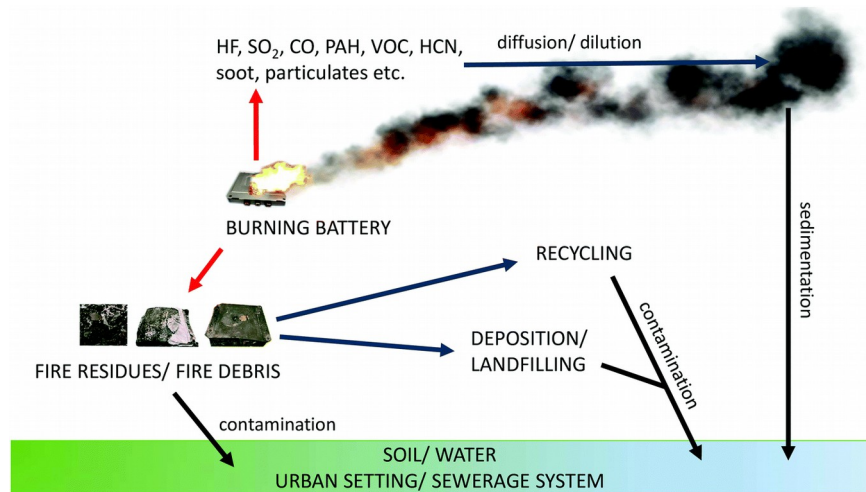 HF, SO₂, CO, PAH, VOC, HCN,
soot, particulates etc.
diffusion/ dilution
BURNING BATTERY
sedimentation
RECYCLING
contamination
DEPOSITION/
LANDFILLING
FIRE RESIDUES/ FIRE DEBRIS
contamination
SOIL/ WATER
URBAN SETTING/ SEWERAGE SYSTEM